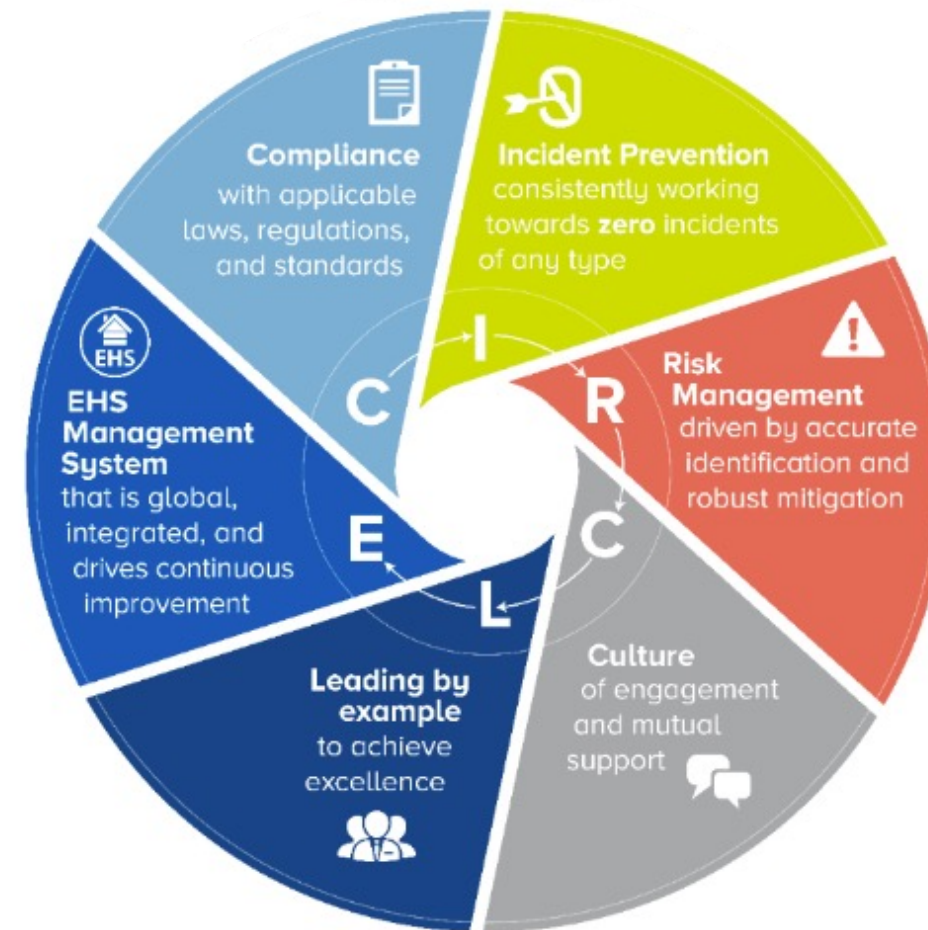 Compliance
with applicable
laws, regulations,
and standards
Incident Prevention
consistently working
towards zero incidents
of any type
Risk
Management
driven by accurate
identification and
robust mitigation
Culture
of engagement
and mutual
support
Leading by
example
to achieve
excellence
EHS
EHS
Management
System
that is global,
integrated, and
drives continuous
improvement
C
I
R
C
L
E